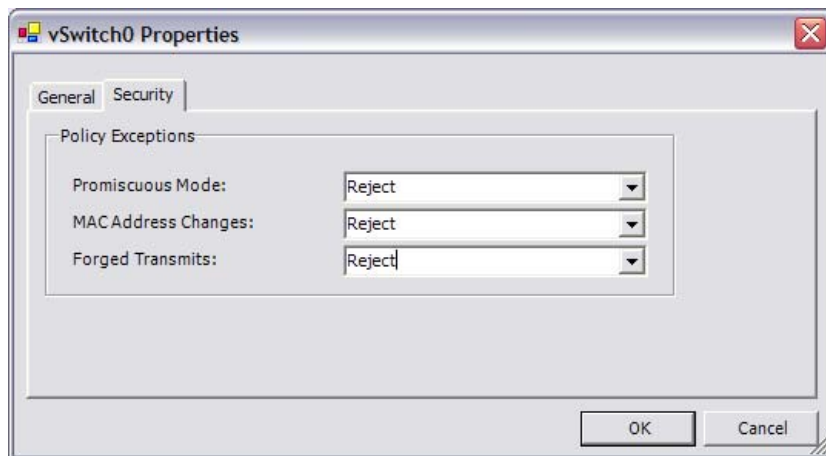 vSwitch0 Properties
General Security
Policy Exceptions
Promiscuous Mode: Reject
MAC Address Changes: Reject
Forged Transmits: Reject
OK Cancel